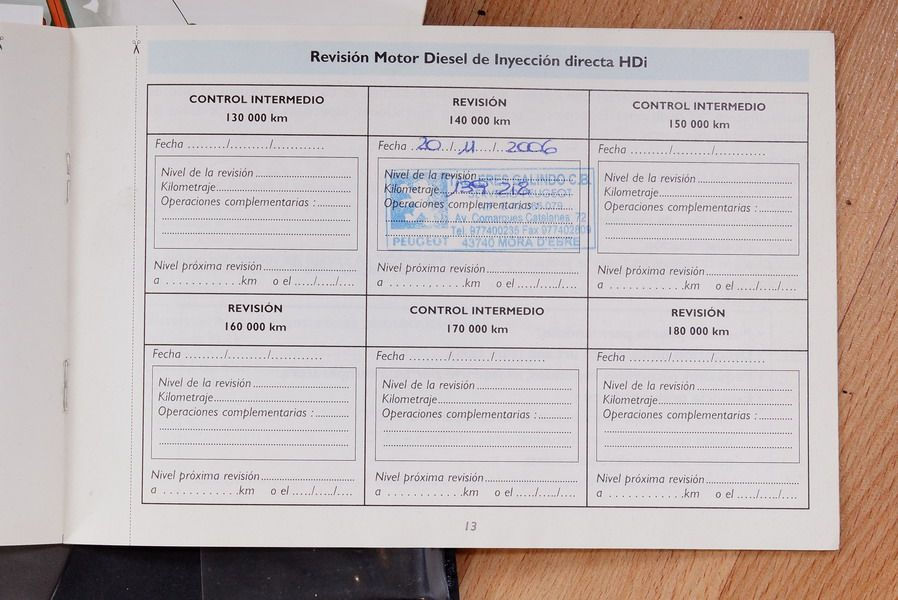 Revisión Motor Diesel de Inyección directa HDi
CONTROL INTERMEDIO
130 000 km
Fecha ........./........./............
Nivel de la revisión
Kilometraje
Operaciones complementarias :
Nivel próxima revisión
a ............km o el ...../...../....
REVISIÓN
140 000 km
Fecha 20/11/2006
Nivel de la revisión
Kilometraje 139 218
Operaciones complementarias :
TALLERES GALINDO C.B.
Av. Comarques Catalanes, 72
Tel. 977400235 Fax 977402809
PEUGEOT 43740 MORA D'EBRE
Nivel próxima revisión
a ............km o el ...../...../....
CONTROL INTERMEDIO
150 000 km
Fecha ........./........./............
Nivel de la revisión
Kilometraje
Operaciones complementarias :
Nivel próxima revisión
a ............km o el ...../...../....
REVISIÓN
160 000 km
Fecha ........./........./............
Nivel de la revisión
Kilometraje
Operaciones complementarias :
Nivel próxima revisión
a ............km o el ...../...../....
CONTROL INTERMEDIO
170 000 km
Fecha ........./........./............
Nivel de la revisión
Kilometraje
Operaciones complementarias :
Nivel próxima revisión
a ............km o el ...../...../....
REVISIÓN
180 000 km
Fecha ........./........./............
Nivel de la revisión
Kilometraje
Operaciones complementarias :
Nivel próxima revisión
a ............km o el ...../...../....
13